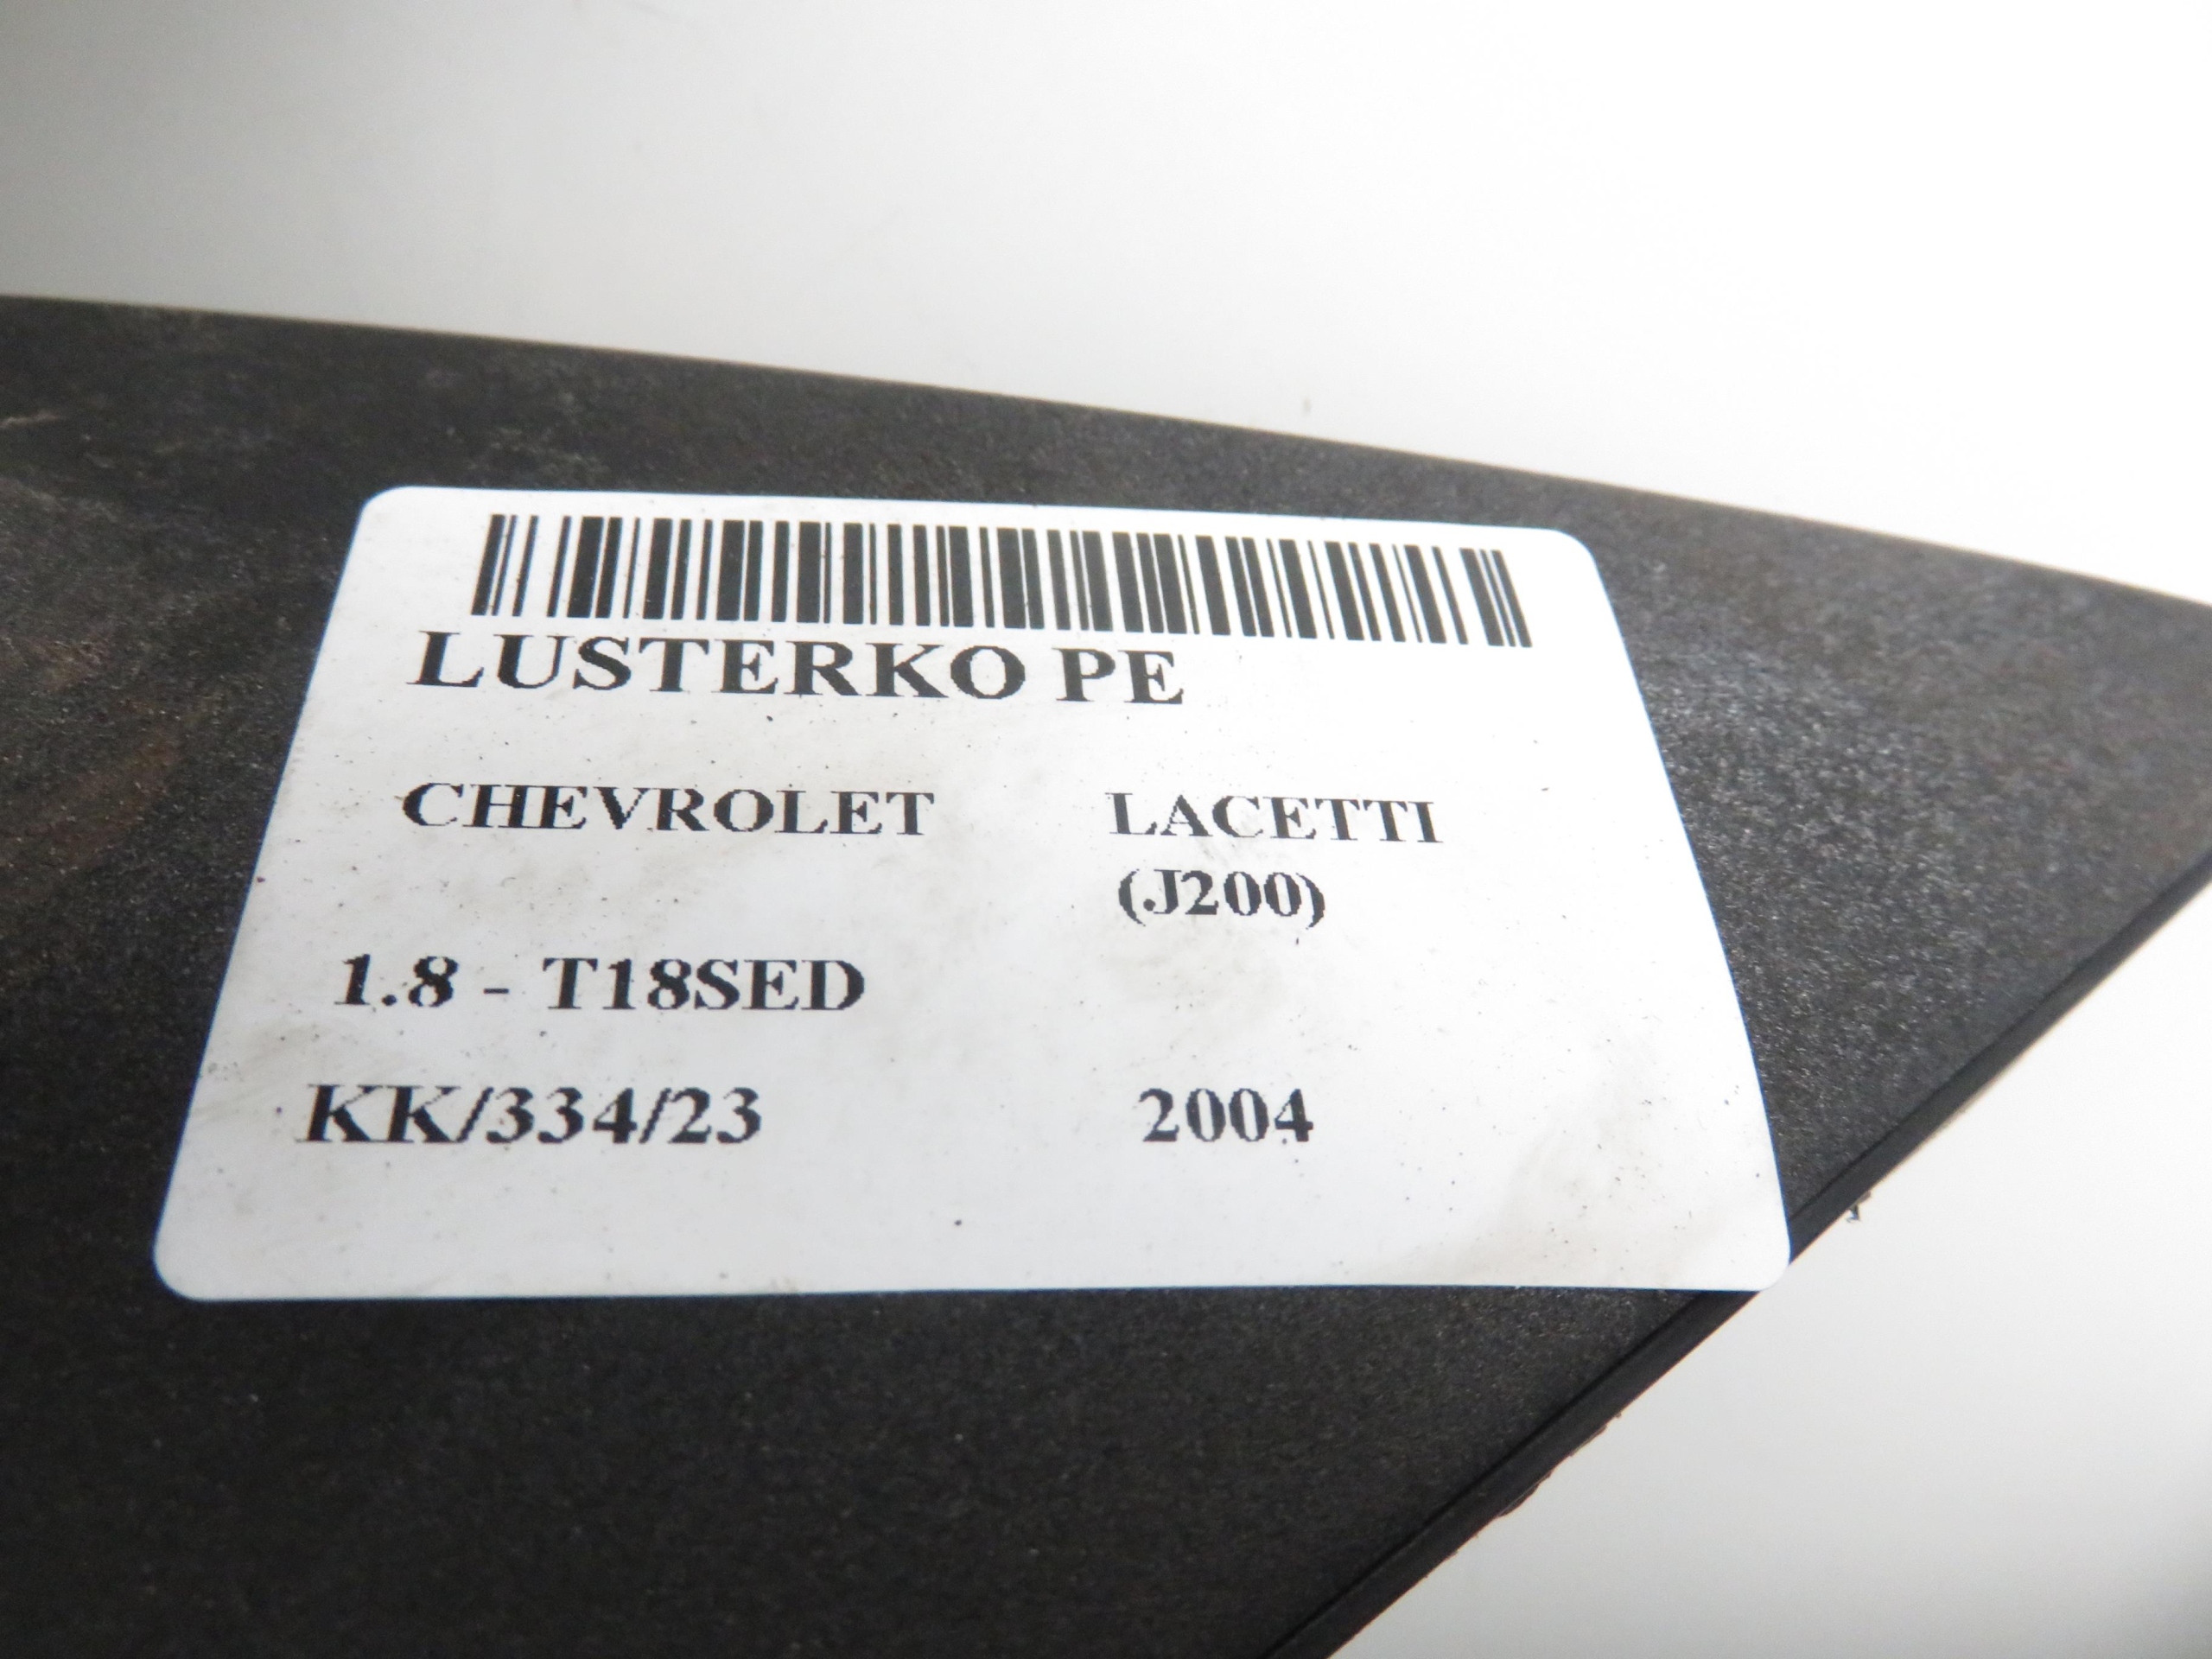 LUSTERKO PE
CHEVROLET LACETTI
(J200)
1.8 - T18SED
KK/334/23 2004